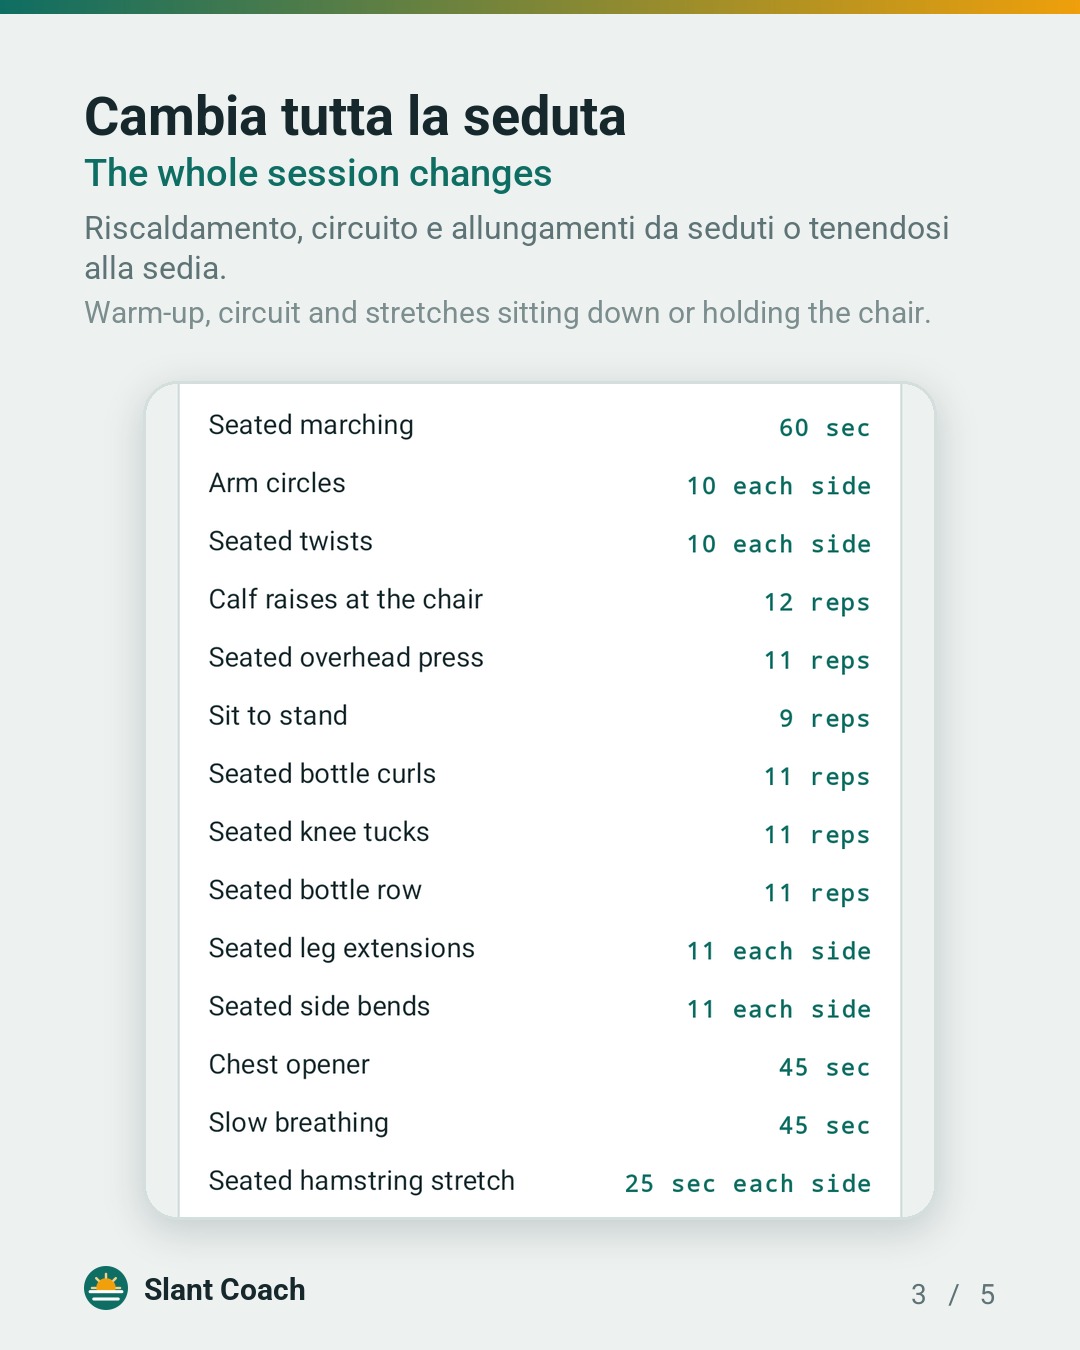 Cambia tutta la seduta
The whole session changes
Riscaldamento, circuito e allungamenti da seduti o tenendosi
alla sedia.
Warm-up, circuit and stretches sitting down or holding the chair.
Seated marching 60 sec
Arm circles 10 each side
Seated twists 10 each side
Calf raises at the chair 12 reps
Seated overhead press 11 reps
Sit to stand 9 reps
Seated bottle curls 11 reps
Seated knee tucks 11 reps
Seated bottle row 11 reps
Seated leg extensions 11 each side
Seated side bends 11 each side
Chest opener 45 sec
Slow breathing 45 sec
Seated hamstring stretch 25 sec each side
Slant Coach 3 / 5